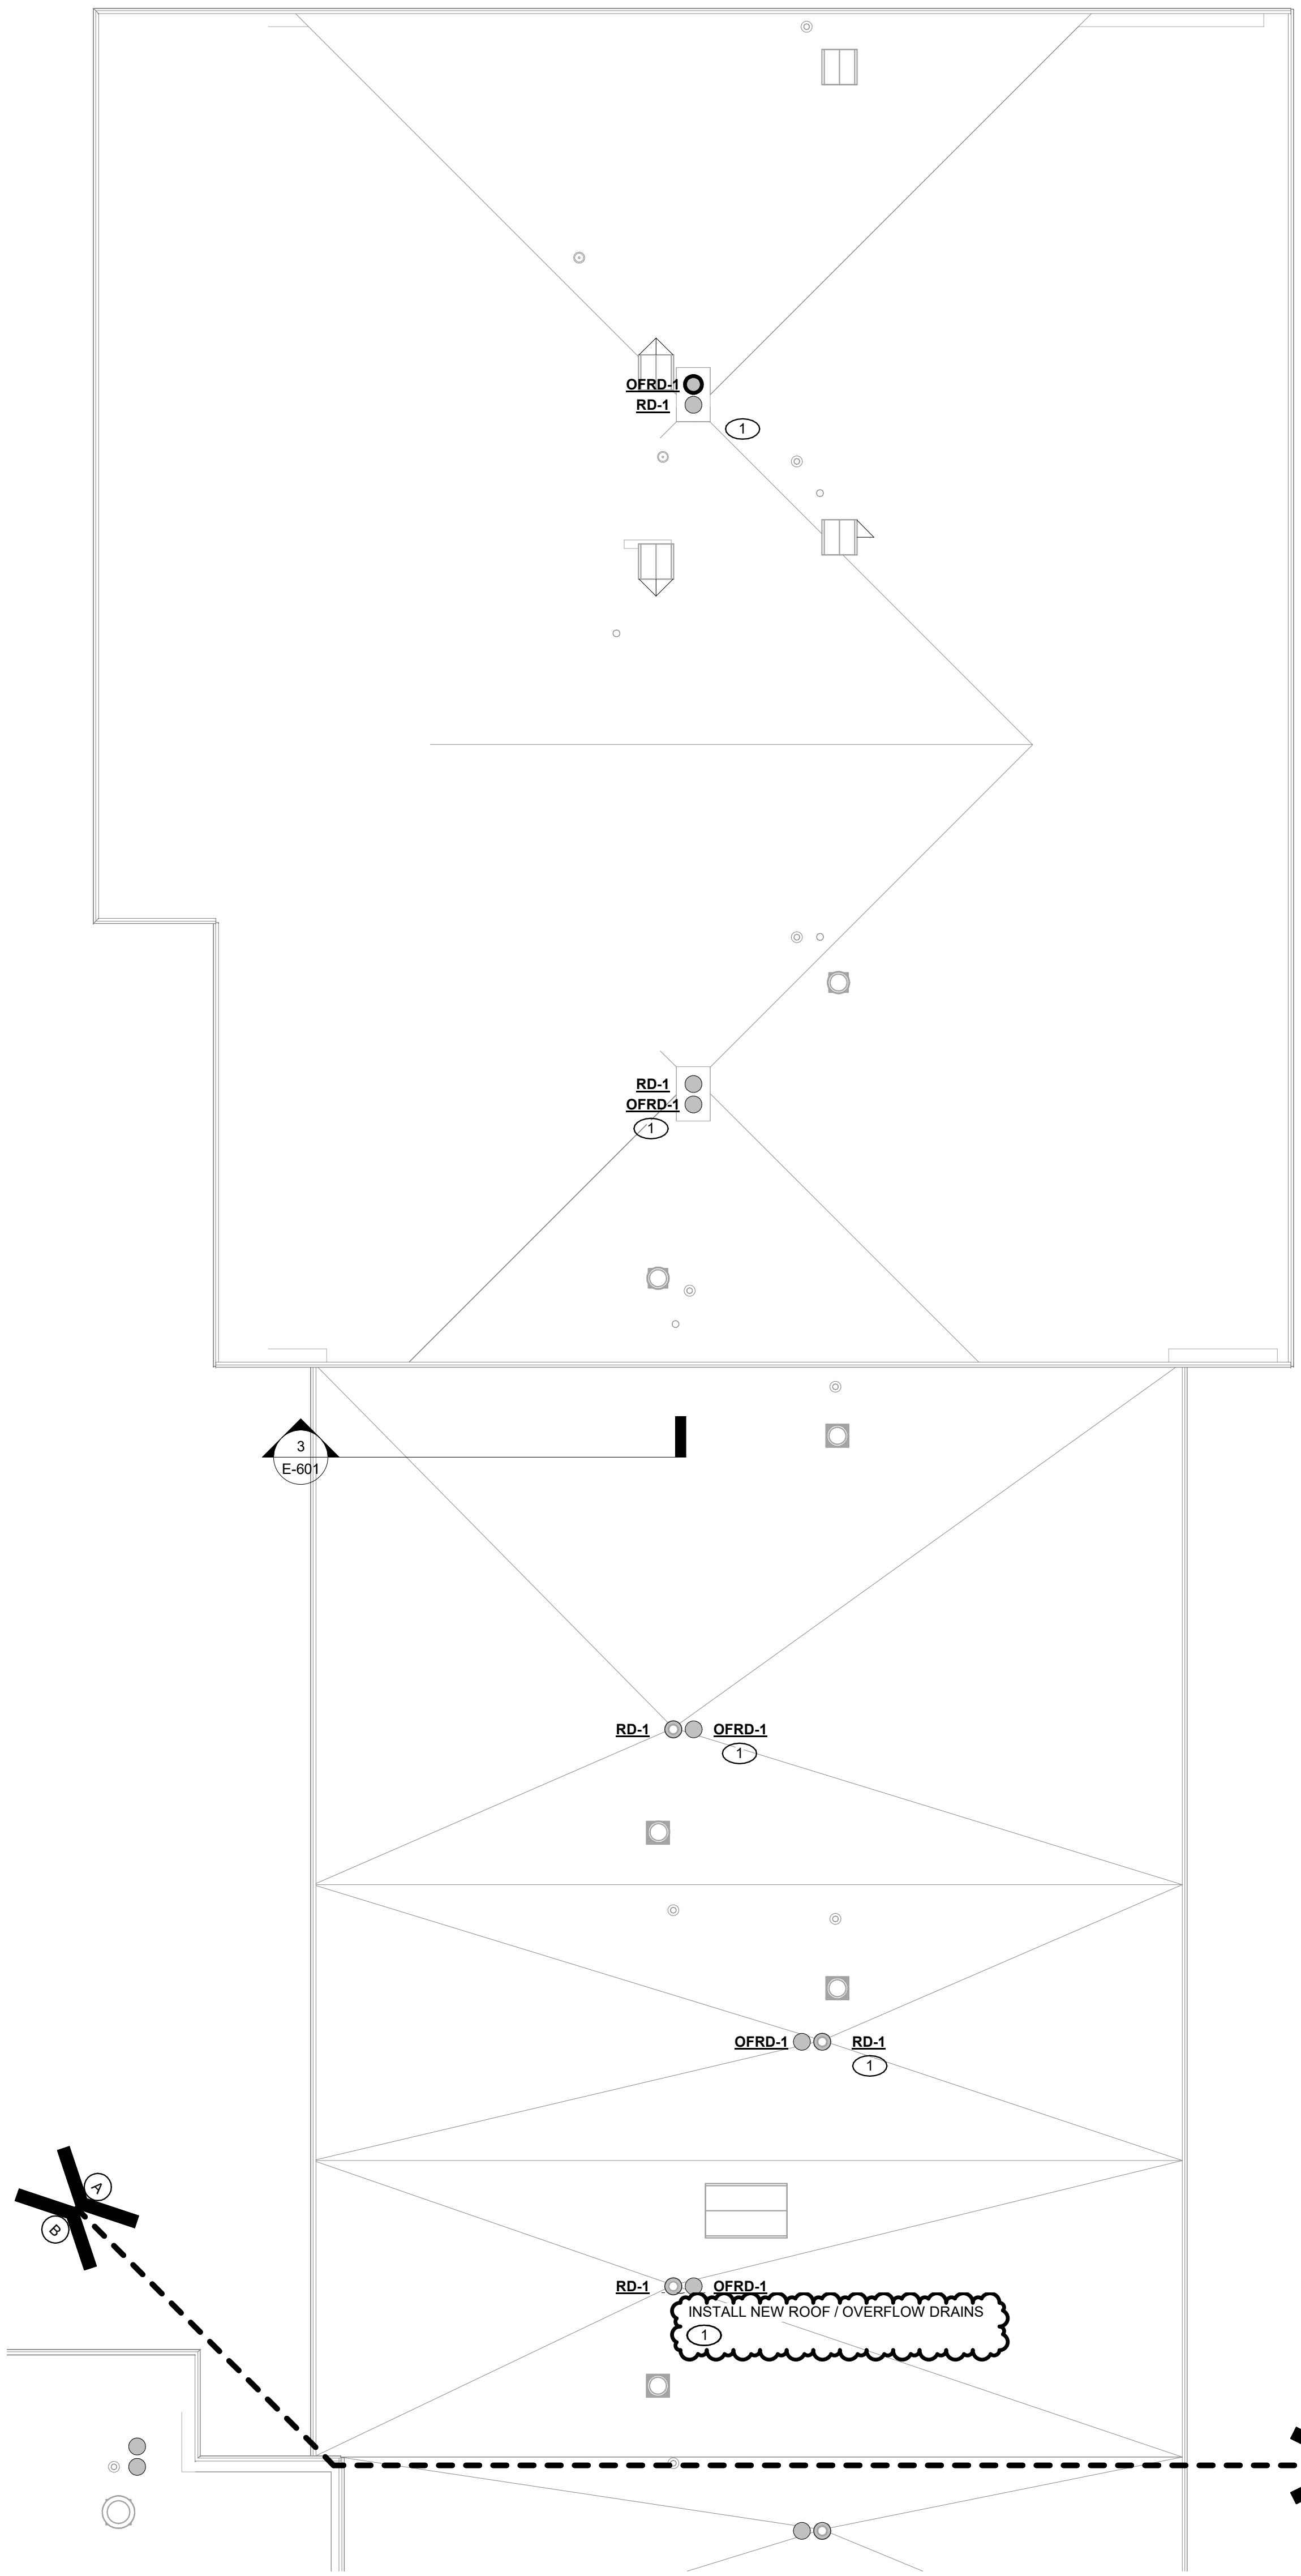 OFRD-1
RD-1
1
RD-1
OFRD-1
1
3
E-601
RD-1 OFRD-1
1
OFRD-1 RD-1
1
A
B
RD-1 OFRD-1
INSTALL NEW ROOF / OVERFLOW DRAINS
1